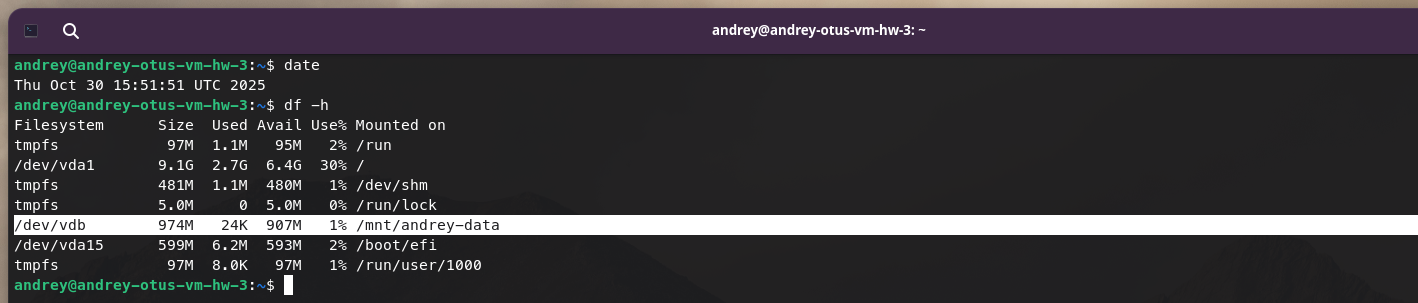 andrey@andrey-otus-vm-hw-3: ~
andrey@andrey-otus-vm-hw-3:~$ date
Thu Oct 30 15:51:51 UTC 2025
andrey@andrey-otus-vm-hw-3:~$ df -h
Filesystem      Size  Used Avail Use% Mounted on
tmpfs            97M  1.1M   95M   2% /run
/dev/vda1       9.1G  2.7G  6.4G  30% /
tmpfs           481M  1.1M  480M   1% /dev/shm
tmpfs           5.0M     0  5.0M   0% /run/lock
/dev/vdb        974M   24K  907M   1% /mnt/andrey-data
/dev/vda15      599M  6.2M  593M   2% /boot/efi
tmpfs            97M  8.0K   97M   1% /run/user/1000
andrey@andrey-otus-vm-hw-3:~$